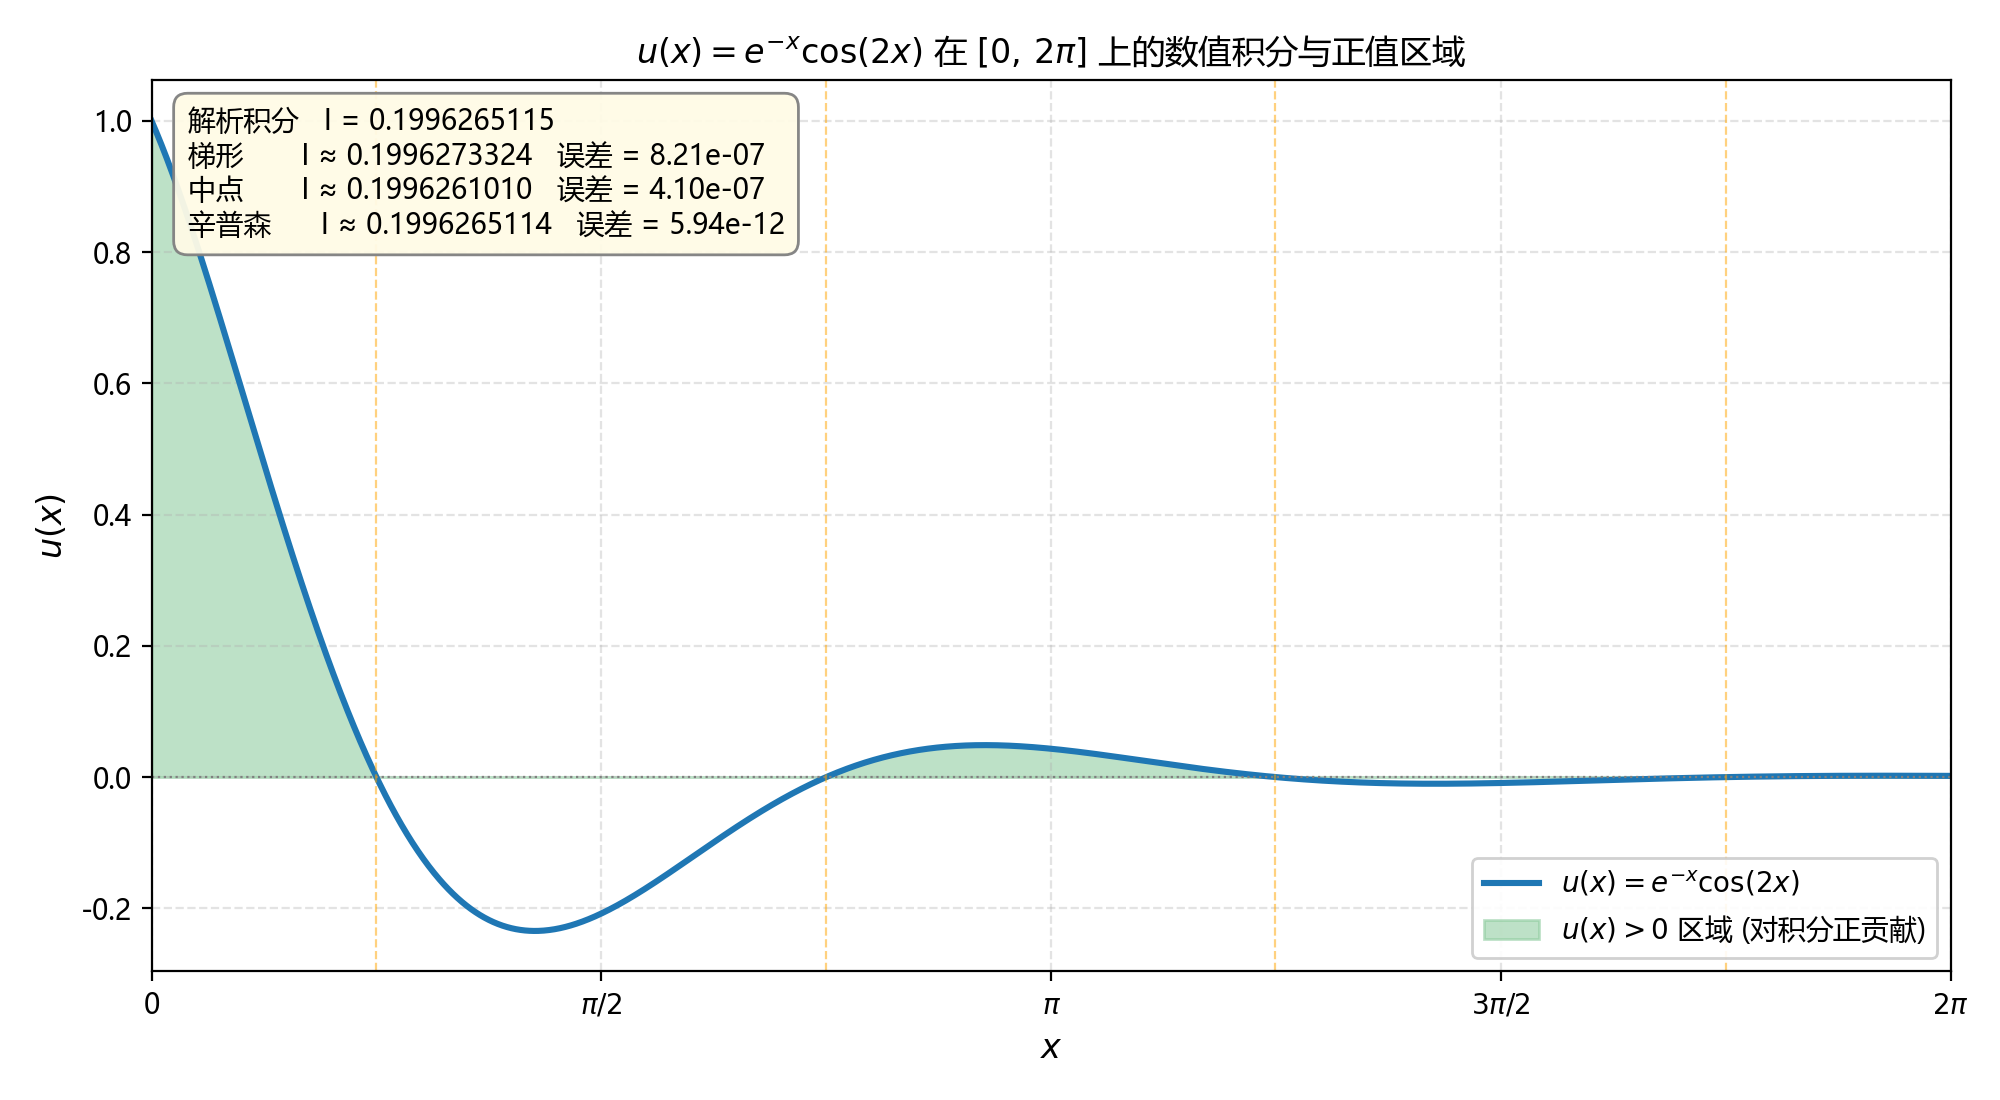 u(x) = e⁻ˣcos(2x) 在 [0, 2π] 上的数值积分与正值区域
解析积分 I = 0.1996265115
梯形 I ≈ 0.1996273324 误差 = 8.21e-07
中点 I ≈ 0.1996261010 误差 = 4.10e-07
辛普森 I ≈ 0.1996265114 误差 = 5.94e-12
1.0
0.8
0.6
0.4
0.2
0.0
-0.2
u(x)
u(x) = e⁻ˣcos(2x)
u(x) > 0 区域 (对积分正贡献)
0
π/2
π
3π/2
2π
x